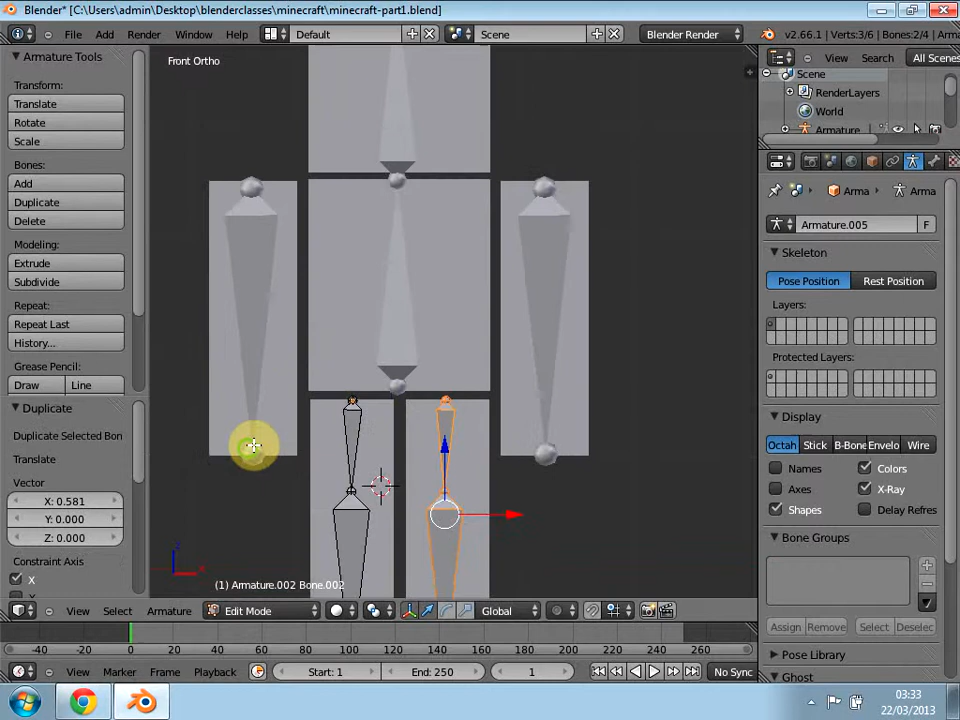 Blender* [C:\Users\admin\Desktop\blenderclasses\minecraft\minecraft-part1.blend]
File Add Render Window Help Default Scene Blender Render v2.66.1 | Verts:3/6 | Bones:2/4 | Arma
Armature Tools
Front Ortho
View Search All Scenes
Transform:
Scene
Translate
RenderLayers
Rotate
World
Scale
Armature
Bones:
Add
Arma Arma
Duplicate
Delete
Armature.005 F
Modeling:
Skeleton
Extrude
Pose Position Rest Position
Subdivide
Layers:
Repeat:
Repeat Last
History...
Protected Layers:
Grease Pencil:
Draw Line
Duplicate
Display
Duplicate Selected Bon
Octah Stick B-Bone Envelo Wire
Translate
Names Colors
Vector
Axes X-Ray
X: 0.581
Shapes Delay Refres
Y: 0.000
Bone Groups
Z: 0.000
Constraint Axis
X
(1) Armature.002 Bone.002
View Select Armature Edit Mode Global
Assign Remove Select Deselec
-40 -20 0 20 40 60 80 100 120 140 160 180 200 220 240 260
Pose Library
View Marker Frame Playback Start: 1 End: 250 1 No Sync
Ghost
03:33
22/03/2013